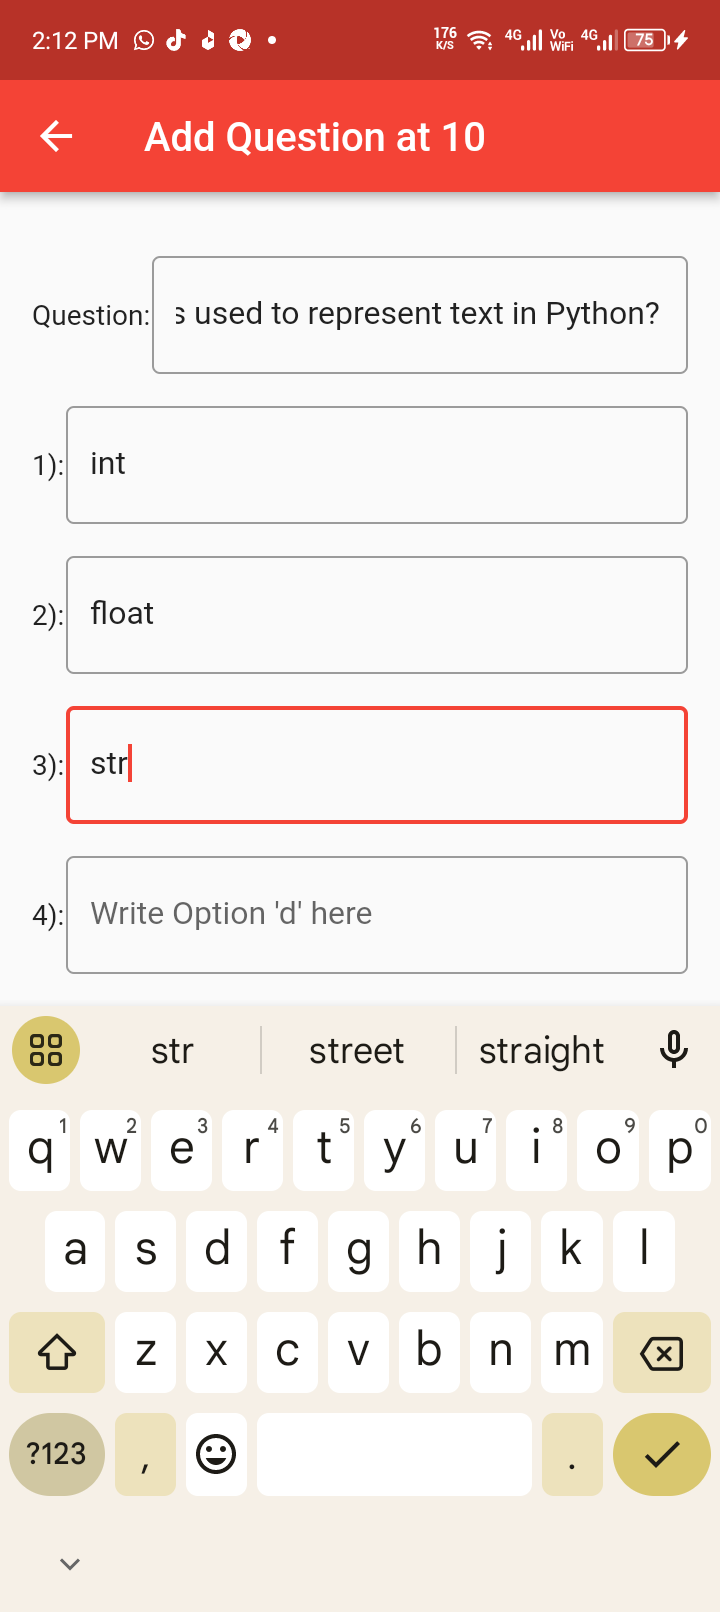 2:12 PM 176 K/S 4G Vo WiFi 4G 75
Add Question at 10
Question: s used to represent text in Python?
1): int
2): float
3): str
4): Write Option 'd' here
str street straight
q1 w2 e3 r4 t5 y6 u7 i8 o9 p0
a s d f g h j k l
z x c v b n m
?123 , .